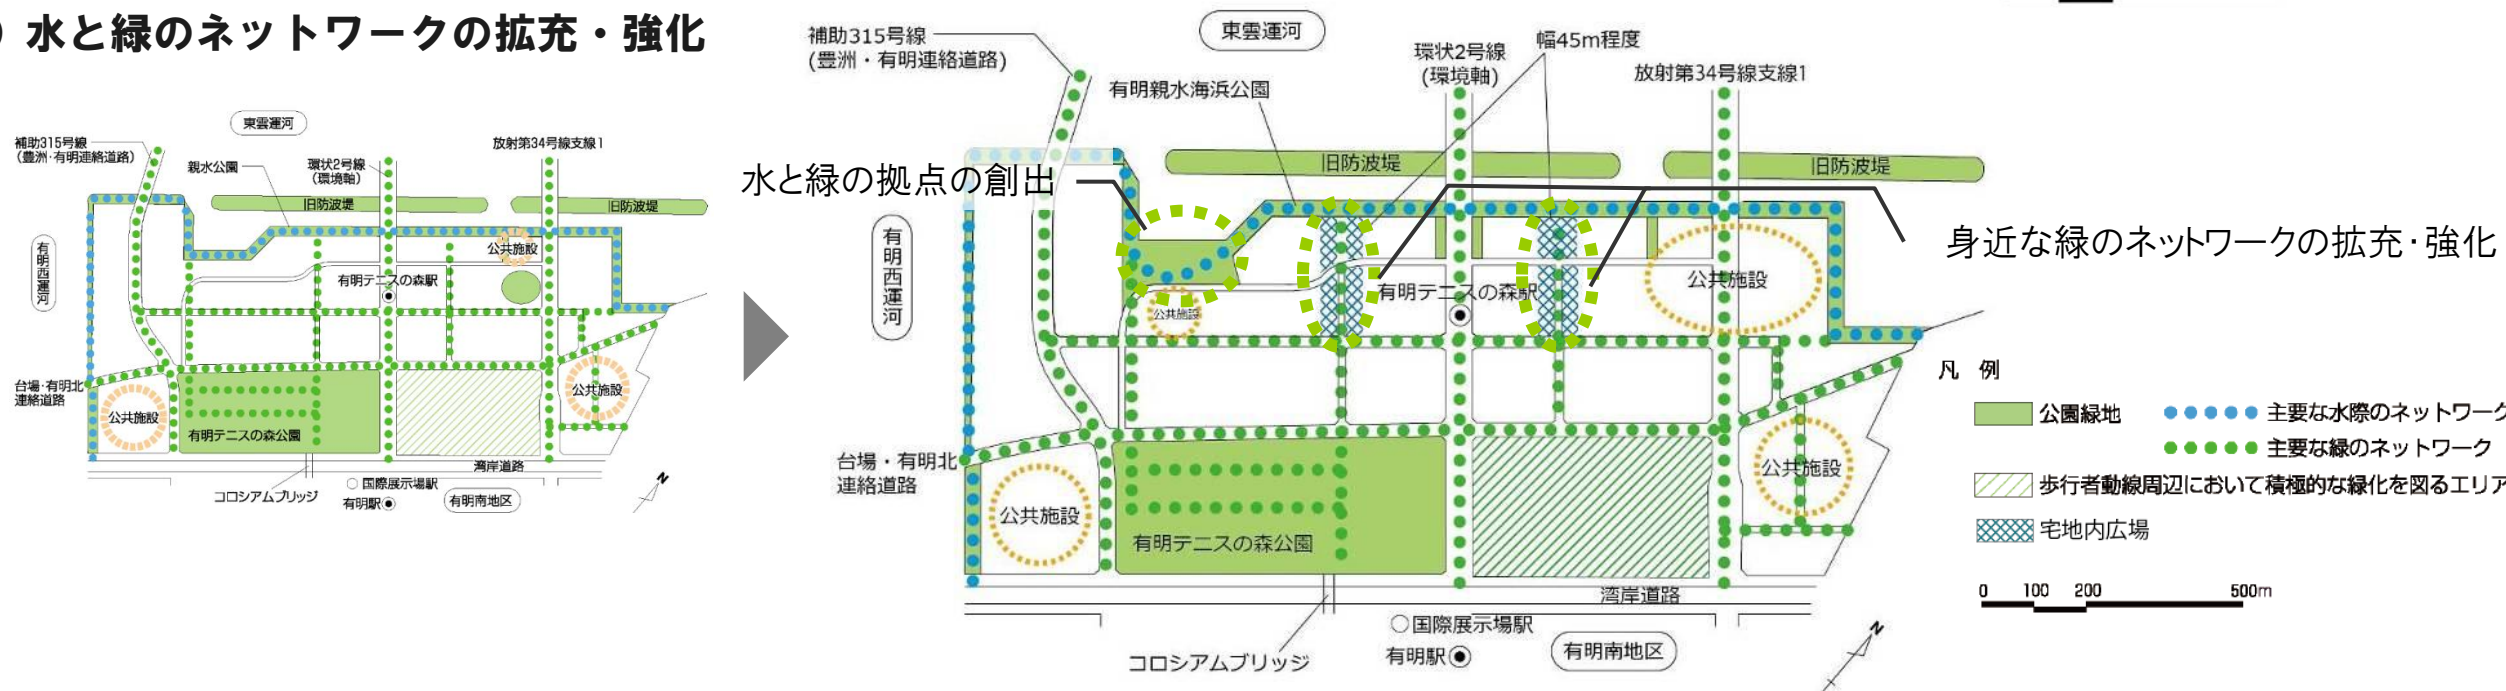 水と緑のネットワークの拡充・強化
東雲運河
補助315号線
(豊洲・有明連絡道路)
親水公園
環状2号線
(環境軸)
放射第34号線支線1
旧防波堤
旧防波堤
有明西運河
公共施設
有明テニスの森駅
台場・有明北
連絡道路
公共施設
有明テニスの森公園
公共施設
湾岸道路
コロシアムブリッジ
国際展示場駅
有明駅
有明南地区
N
補助315号線
(豊洲・有明連絡道路)
東雲運河
有明親水海浜公園
環状2号線
(環境軸)
幅45m程度
放射第34号線支線1
旧防波堤
旧防波堤
水と緑の拠点の創出
有明西運河
身近な緑のネットワークの拡充・強化
公共施設
有明テニスの森駅
公共施設
台場・有明北
連絡道路
公共施設
有明テニスの森公園
公共施設
湾岸道路
コロシアムブリッジ
国際展示場駅
有明駅
有明南地区
N
凡 例
公園緑地
主要な水際のネットワーク
主要な緑のネットワーク
歩行者動線周辺において積極的な緑化を図るエリア
宅地内広場
0 100 200 500m